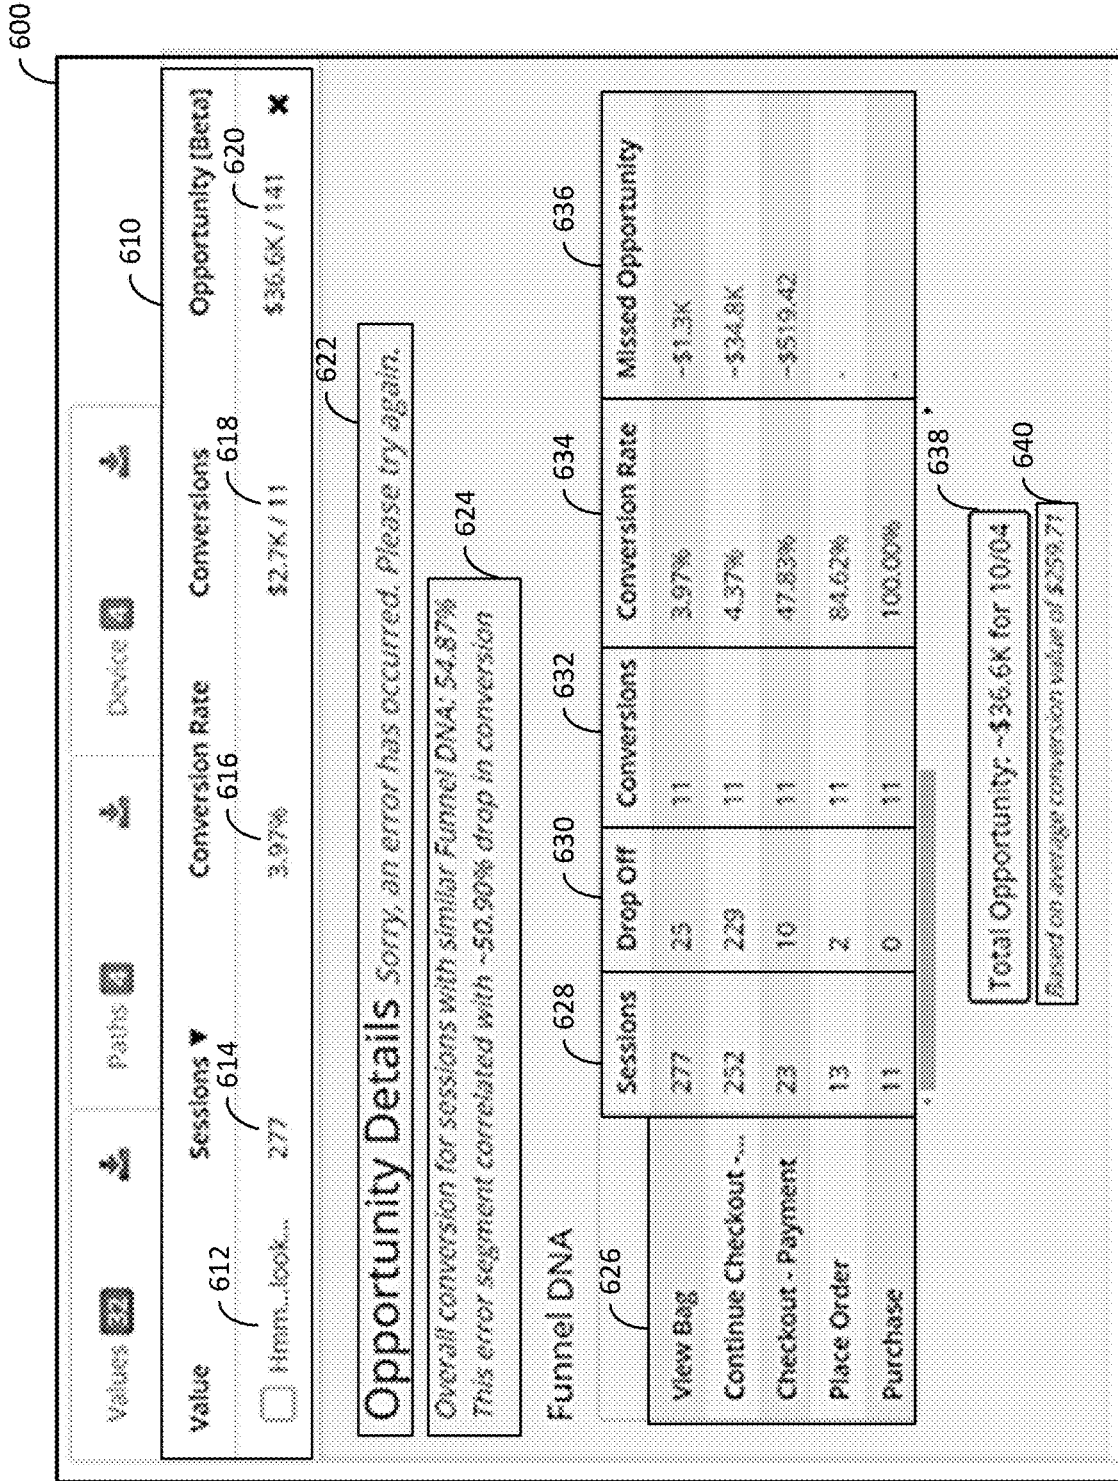 600
Values
Paths 4
Device 4
610
Value Sessions ▼ Conversion Rate Conversions Opportunity [Beta]
612 614 616 618 620
Hmm...look... 277 3.97% $2.7K / 11 $36.6K / 141 ×
622
Opportunity Details Sorry, an error has occurred. Please try again.
624
Overall conversion for sessions with similar Funnel DNA: 54.87%
This error segment correlated with ~50.90% drop in conversion
Funnel DNA
626 628 630 632 634 636
Sessions Drop Off Conversions Conversion Rate Missed Opportunity
View Bag 277 25 11 3.97% ~$1.3K
Continue Checkout -... 252 229 11 4.37% ~$34.8K
Checkout - Payment 23 10 11 47.83% ~$519.42
Place Order 13 2 11 84.62% -
Purchase 11 0 11 100.00% -
638
Total Opportunity: ~$36.6K for 10/04
640
Based on average conversion value of $259.71